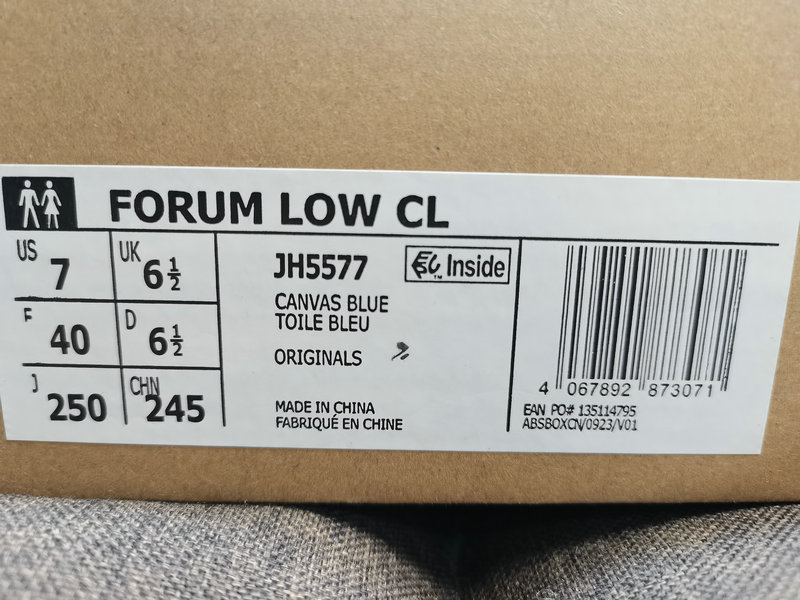 FORUM LOW CL
US 7 UK 6 1/2
F 40 D 6 1/2
J 250 CHN 245
JH5577 Inside
CANVAS BLUE
TOILE BLEU
ORIGINALS
MADE IN CHINA
FABRIQUÉ EN CHINE
4 067892 873071
EAN PO# 135114795
ABSBOXCN/0923/V01